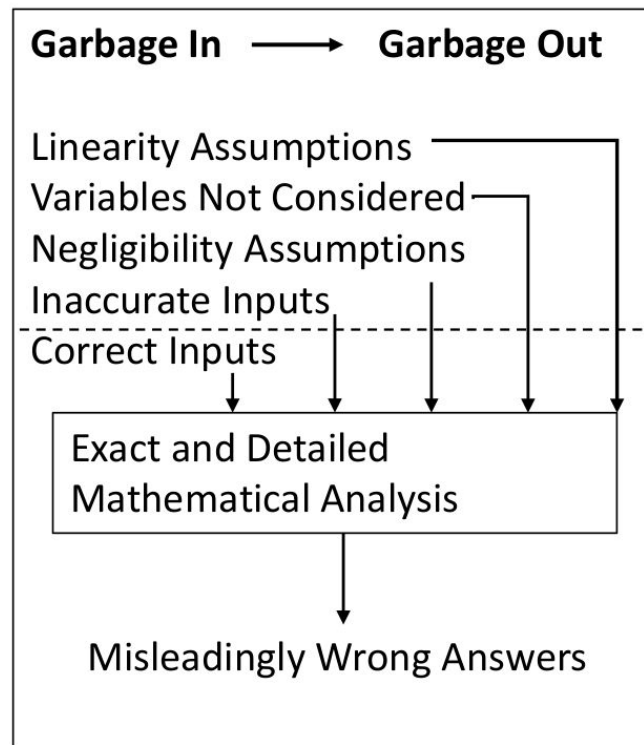 Garbage In Garbage Out
Linearity Assumptions
Variables Not Considered
Negligibility Assumptions
Inaccurate Inputs
Correct Inputs
Exact and Detailed
Mathematical Analysis
Misleadingly Wrong Answers